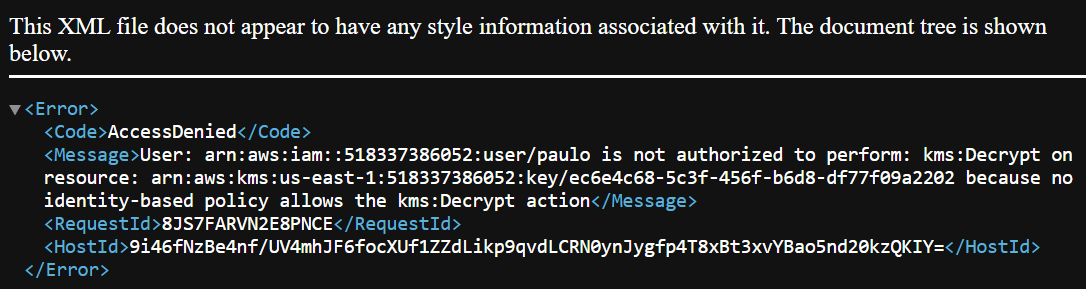 This XML file does not appear to have any style information associated with it. The document tree is shown
below.
▼<Error>
<Code>AccessDenied</Code>
<Message>User: arn:aws:iam::518337386052:user/paulo is not authorized to perform: kms:Decrypt on
resource: arn:aws:kms:us-east-1:518337386052:key/ec6e4c68-5c3f-456f-b6d8-df77f09a2202 because no
identity-based policy allows the kms:Decrypt action</Message>
<RequestId>8JS7FARVN2E8PNCE</RequestId>
<HostId>9i46fNzBe4nf/UV4mhJF6focXUf1ZZdLikp9qvdLCRN0ynJygfp4T8xBt3xvYBao5nd20kzQKIY=</HostId>
</Error>